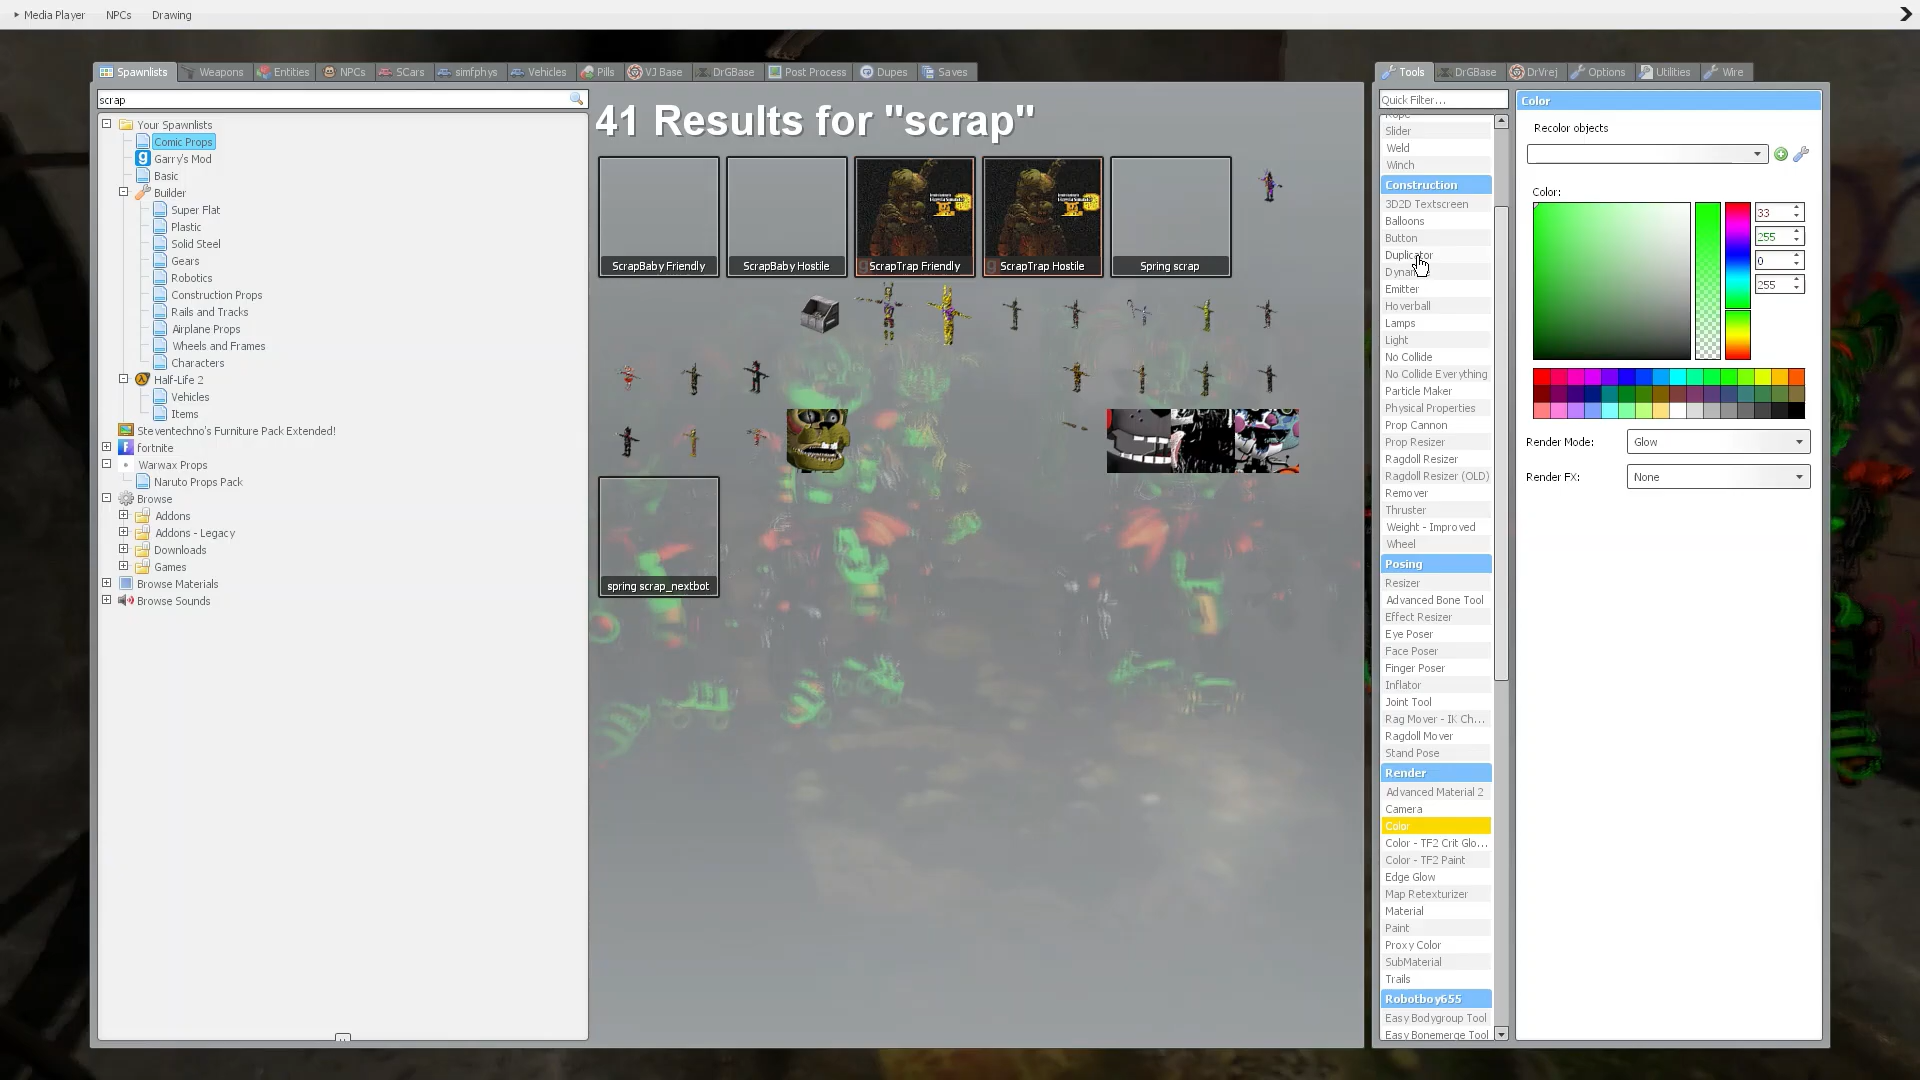 Media Player NPCs Drawing
Spawnlists Weapons Entities NPCs SCars simfphys Vehicles Pills VJ Base DrGBase Post Process Dupes Saves
scrap
Your Spawnlists
Comic Props
Garry's Mod
Basic
Builder
Super Flat
Plastic
Solid Steel
Gears
Robotics
Construction Props
Rails and Tracks
Airplane Props
Wheels and Frames
Characters
Half-Life 2
Vehicles
Items
Steventechno's Furniture Pack Extended!
fortnite
Warwax Props
Naruto Props Pack
Browse
Addons
Addons - Legacy
Downloads
Games
Browse Materials
Browse Sounds
41 Results for "scrap"
ScrapBaby Friendly
ScrapBaby Hostile
ScrapTrap Friendly
ScrapTrap Hostile
Spring scrap
spring scrap_nextbot
Tools DrGBase DrVrej Options Utilities Wire
Quick Filter...
Slider
Weld
Winch
Construction
3D2D Textscreen
Balloons
Button
Duplicator
Emitter
Hoverball
Lamps
Light
No Collide
No Collide Everything
Particle Maker
Physical Properties
Prop Cannon
Prop Resizer
Ragdoll Resizer
Ragdoll Resizer (OLD)
Remover
Thruster
Weight - Improved
Wheel
Posing
Resizer
Advanced Bone Tool
Effect Resizer
Eye Poser
Face Poser
Finger Poser
Inflator
Joint Tool
Rag Mover - IK Ch...
Ragdoll Mover
Stand Pose
Render
Advanced Material 2
Camera
Color
Color - TF2 Crit Glo...
Color - TF2 Paint
Edge Glow
Map Retexturizer
Material
Paint
Proxy Color
SubMaterial
Trails
Robotboy655
Easy Bodygroup Tool
Easy Bonemerge Tool
Color
Recolor objects
Color:
33
255
0
255
Render Mode: Glow
Render FX: None